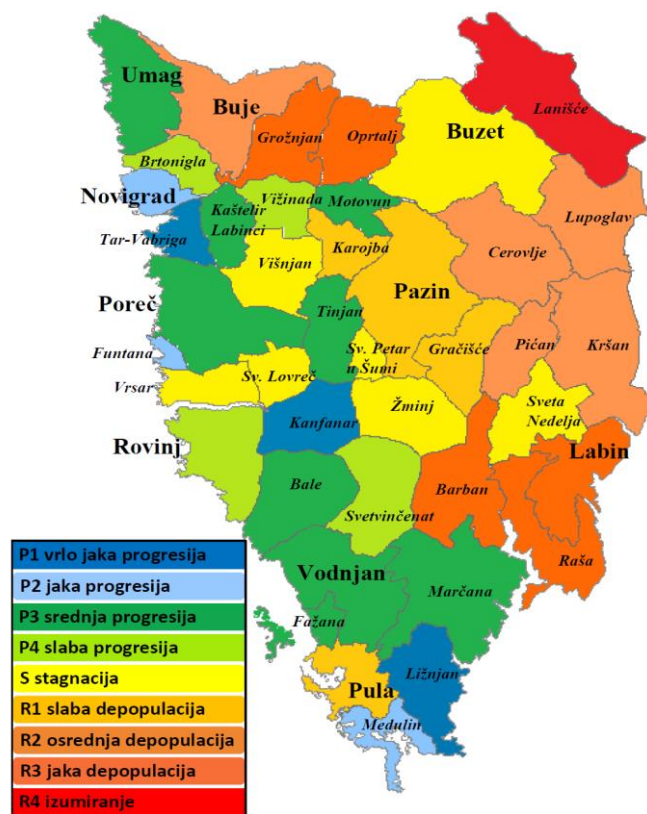 Umag
Buje
Grožnjan
Oprtalj
Buzet
Lanišće
Brtonigla
Novigrad
Kaštelir
Labinci
Vižinada
Motovun
Lupoglav
Tar-Vabriga
Karojba
Višnjan
Cerovlje
Pazin
Poreč
Tinjan
Funtana
Sv. Petar
u Šumi
Gračišće
Pićan
Kršan
Vrsar
Sv. Lovreč
Kanfanar
Žminj
Sveta
Nedelja
Rovinj
Labin
Bale
Barban
Svetvinčenat
Raša
Vodnjan
Marčana
Fažana
Ližnjan
Pula
Medulin
P1 vrlo jaka progresija
P2 jaka progresija
P3 srednja progresija
P4 slaba progresija
S stagnacija
R1 slaba depopulacija
R2 osrednja depopulacija
R3 jaka depopulacija
R4 izumiranje